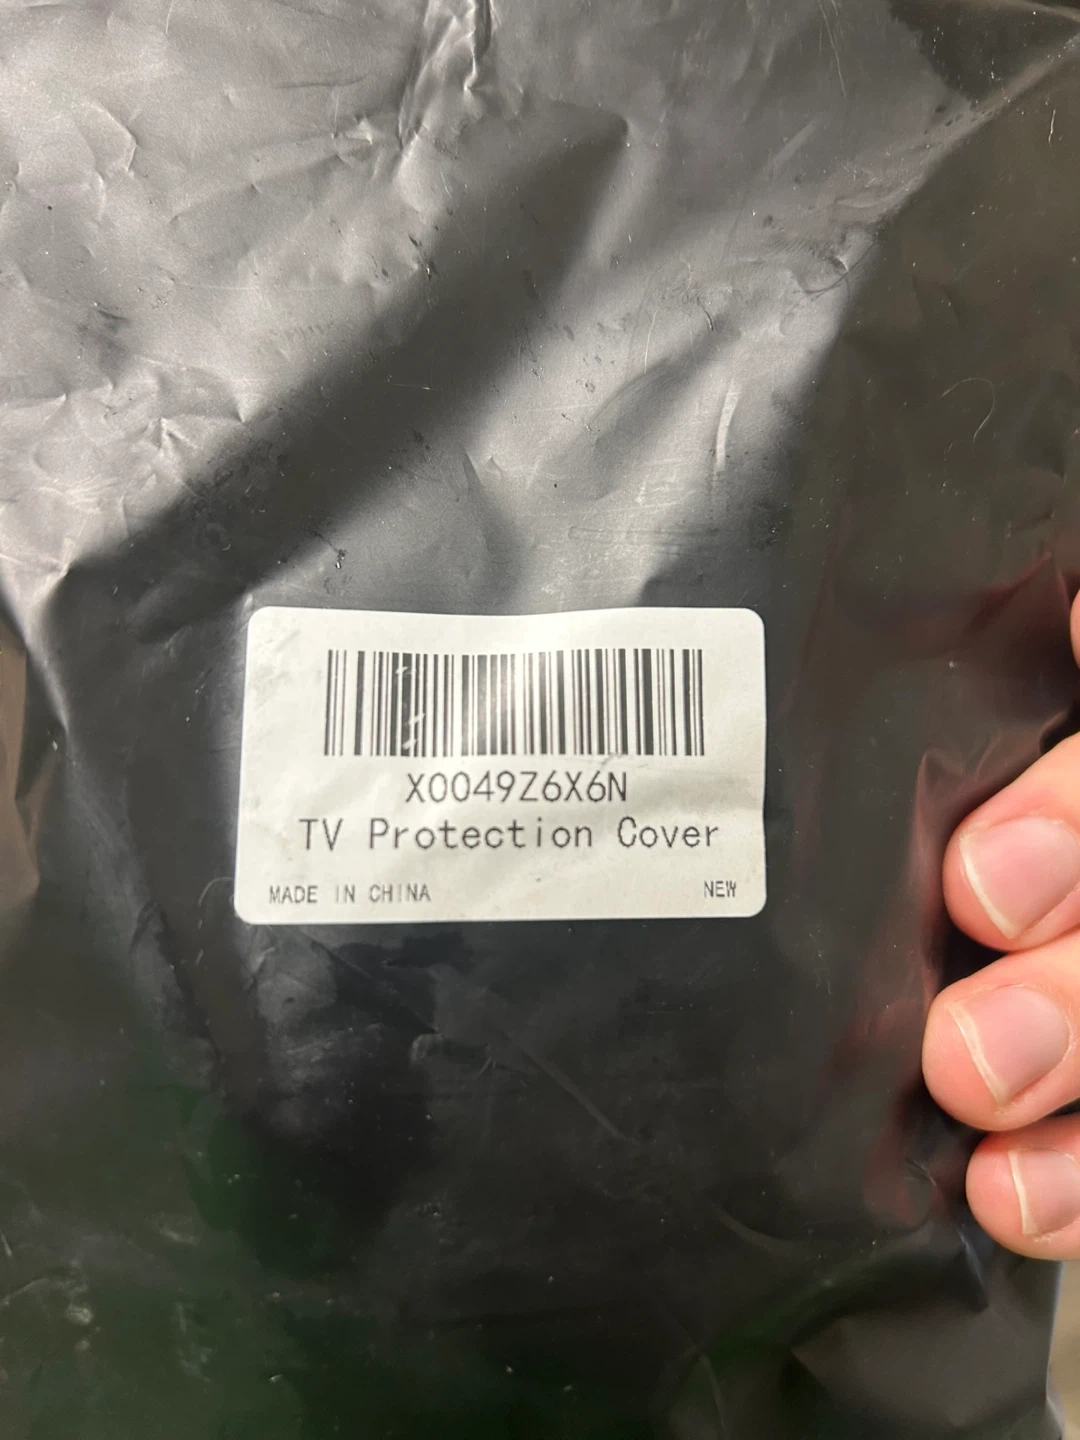 X0049Z6X6N
TV Protection Cover
MADE IN CHINA
NEW